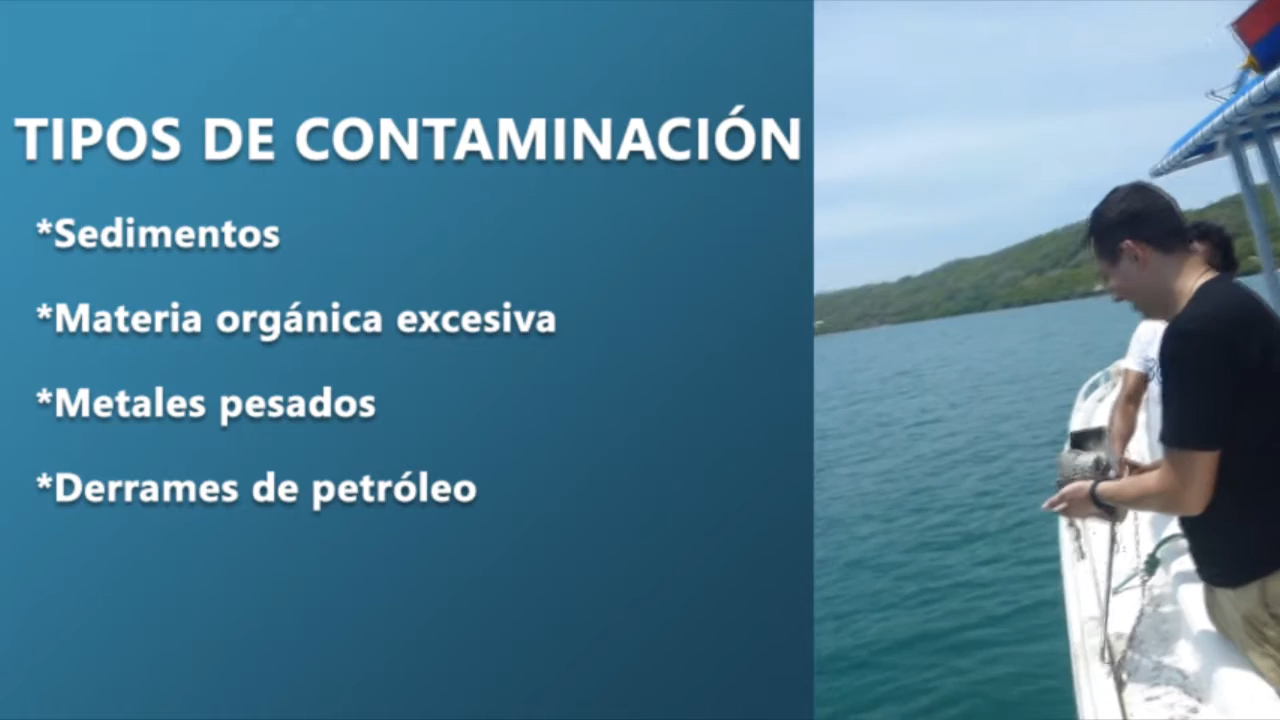 TIPOS DE CONTAMINACIÓN
*Sedimentos
*Materia orgánica excesiva
*Metales pesados
*Derrames de petróleo